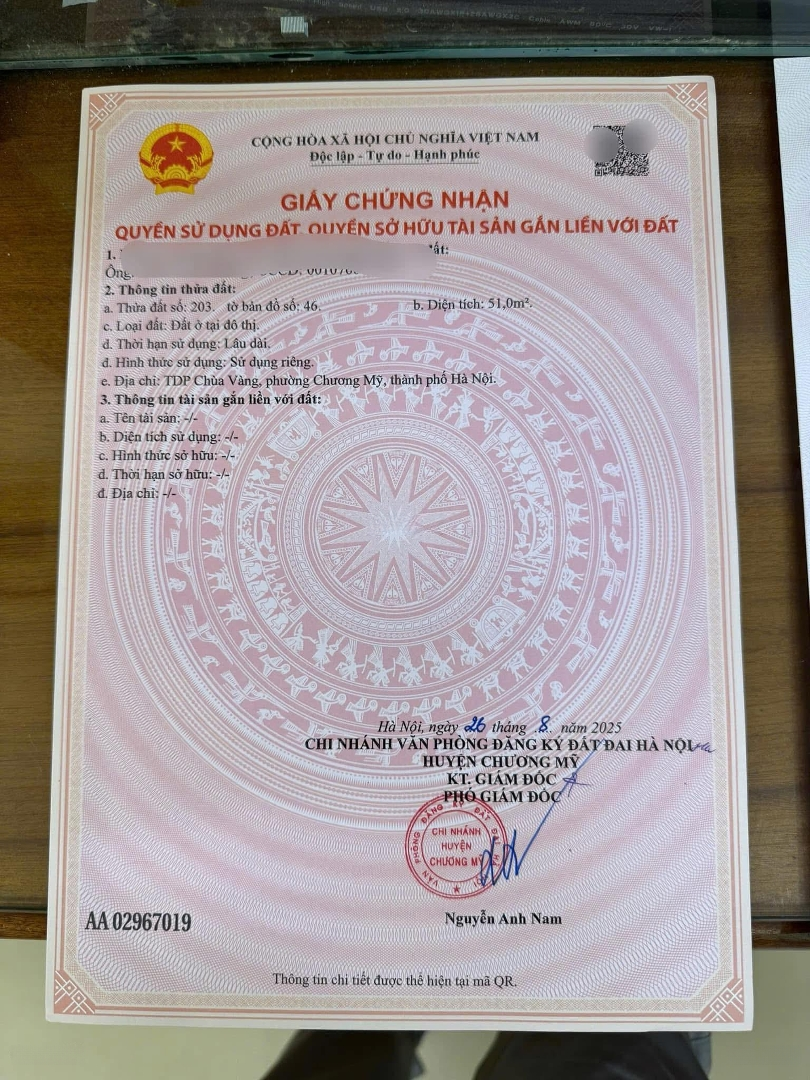 CỘNG HÒA XÃ HỘI CHỦ NGHĨA VIỆT NAM
Độc lập - Tự do - Hạnh phúc
GIẤY CHỨNG NHẬN
QUYỀN SỬ DỤNG ĐẤT, QUYỀN SỞ HỮU TÀI SẢN GẮN LIỀN VỚI ĐẤT
1.
Ông
2. Thông tin thửa đất:
a. Thửa đất số: 203. tờ bản đồ số: 46. b. Diện tích: 51,0m².
c. Loại đất: Đất ở tại đô thị.
d. Thời hạn sử dụng: Lâu dài.
đ. Hình thức sử dụng: Sử dụng riêng.
e. Địa chỉ: TDP Chùa Vàng, phường Chương Mỹ, thành phố Hà Nội.
3. Thông tin tài sản gắn liền với đất:
a. Tên tài sản: -/-
b. Diện tích sử dụng: -/-
c. Hình thức sở hữu: -/-
d. Thời hạn sở hữu: -/-
đ. Địa chỉ: -/-
Hà Nội, ngày 26 tháng 8 năm 2025
CHI NHÁNH VĂN PHÒNG ĐĂNG KÝ ĐẤT ĐAI HÀ NỘI
HUYỆN CHƯƠNG MỸ
KT. GIÁM ĐỐC
PHÓ GIÁM ĐỐC
VĂN PHÒNG ĐĂNG KÝ ĐẤT ĐAI HÀ NỘI
CHI NHÁNH
HUYỆN
CHƯƠNG MỸ
AA 02967019
Nguyễn Anh Nam
Thông tin chi tiết được thể hiện tại mã QR.